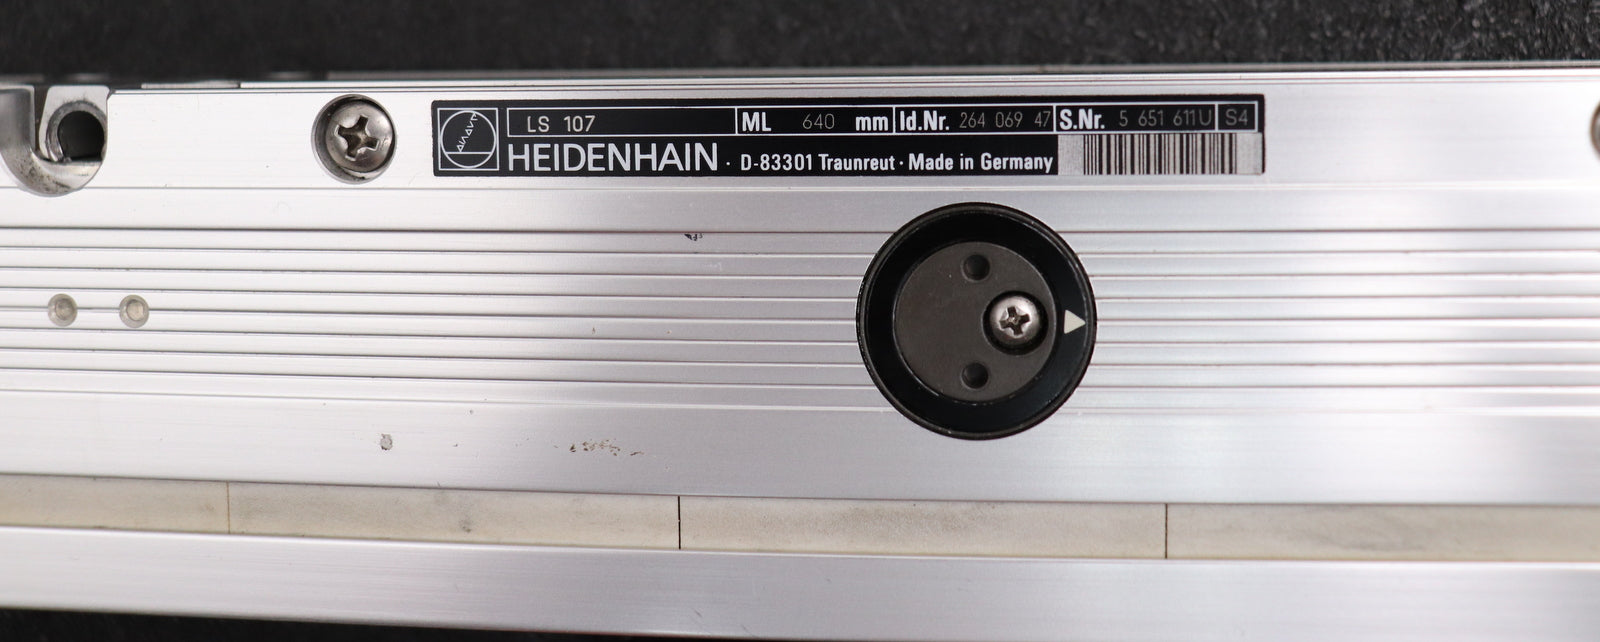 LS 107 ML 640 mm Id.Nr. 264 069 47 S.Nr. 5 651 611U S4
HEIDENHAIN · D-83301 Traunreut · Made in Germany